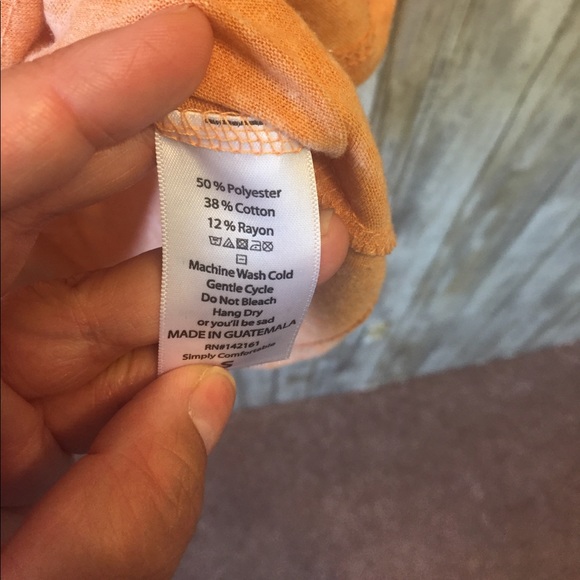 50 % Polyester
38 % Cotton
12 % Rayon
Machine Wash Cold
Gentle Cycle
Do Not Bleach
Hang Dry
or you'll be sad
MADE IN GUATEMALA
RN#142161
Simply Comfortable
S